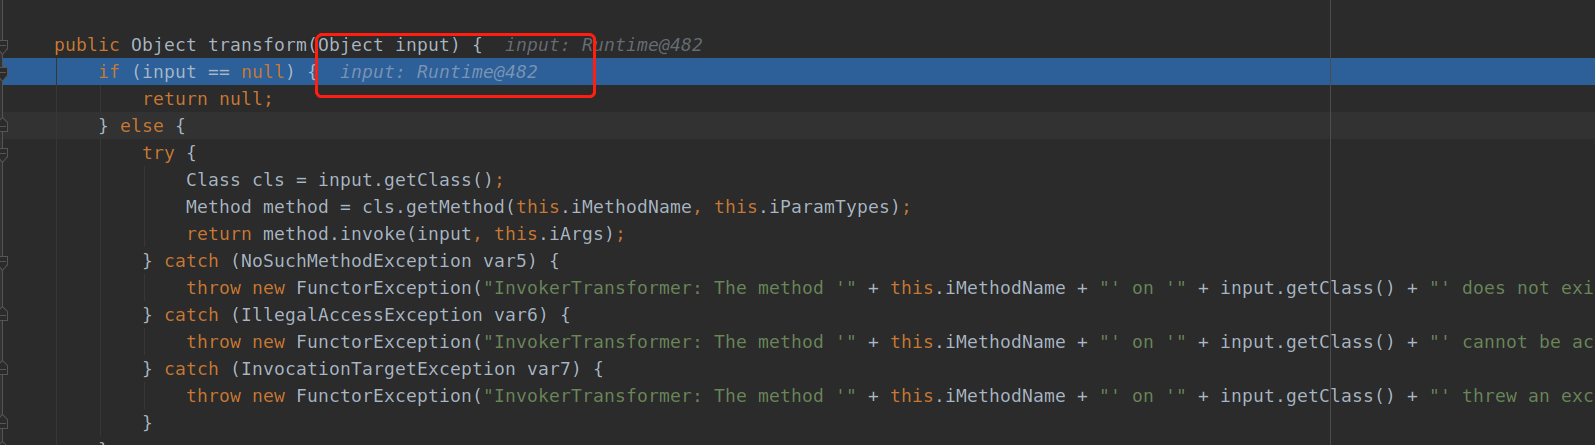 public Object transform(Object input) {  input: Runtime@482
if (input == null) {  input: Runtime@482
return null;
} else {
try {
Class cls = input.getClass();
Method method = cls.getMethod(this.iMethodName, this.iParamTypes);
return method.invoke(input, this.iArgs);
} catch (NoSuchMethodException var5) {
throw new FunctorException("InvokerTransformer: The method '" + this.iMethodName + "' on '" + input.getClass() + "' does not exi
} catch (IllegalAccessException var6) {
throw new FunctorException("InvokerTransformer: The method '" + this.iMethodName + "' on '" + input.getClass() + "' cannot be ac
} catch (InvocationTargetException var7) {
throw new FunctorException("InvokerTransformer: The method '" + this.iMethodName + "' on '" + input.getClass() + "' threw an exc
}